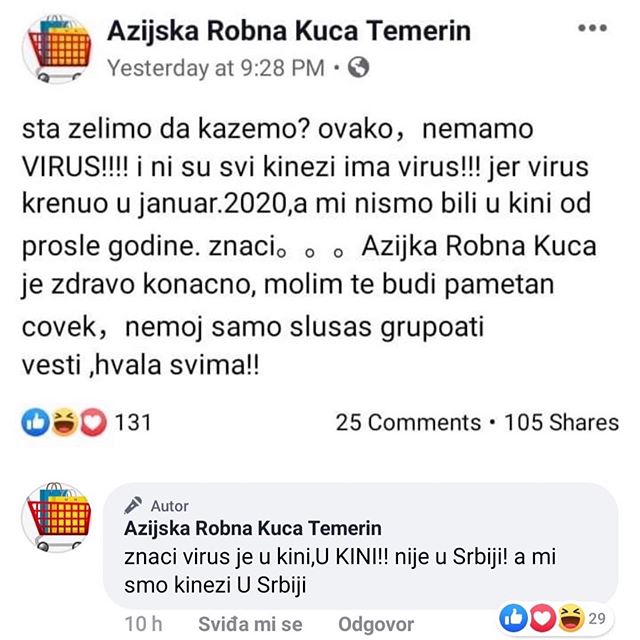 Azijska Robna Kuca Temerin
Yesterday at 9:28 PM •
sta zelimo da kazemo? ovako，nemamo
VIRUS!!!! i ni su svi kinezi ima virus!!! jer virus
krenuo u januar.2020,a mi nismo bili u kini od
prosle godine. znaci。。。Azijka Robna Kuca
je zdravo konacno, molim te budi pametan
covek，nemoj samo slusas grupoati
vesti ,hvala svima!!
131
25 Comments • 105 Shares
Autor
Azijska Robna Kuca Temerin
znaci virus je u kini,U KINI!! nije u Srbiji! a mi
smo kinezi U Srbiji
10 h Sviđa mi se Odgovor 29